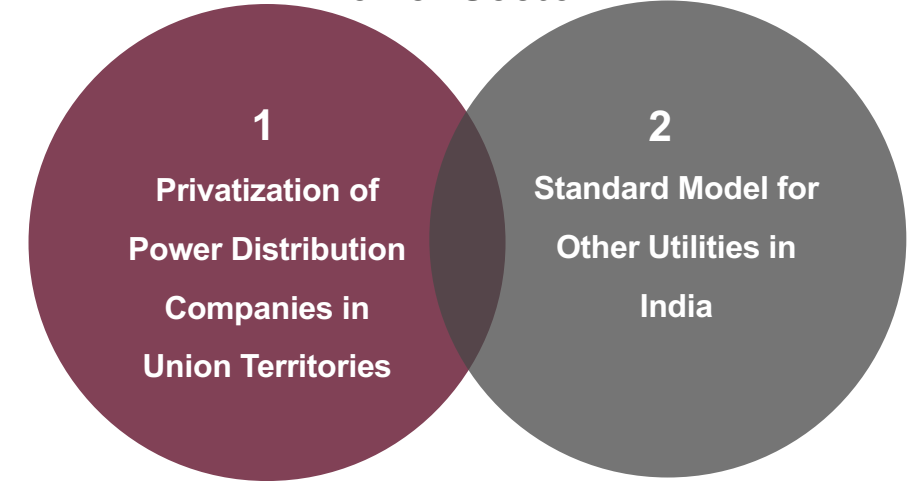 1
Privatization of
Power Distribution
Companies in
Union Territories
2
Standard Model for
Other Utilities in
India